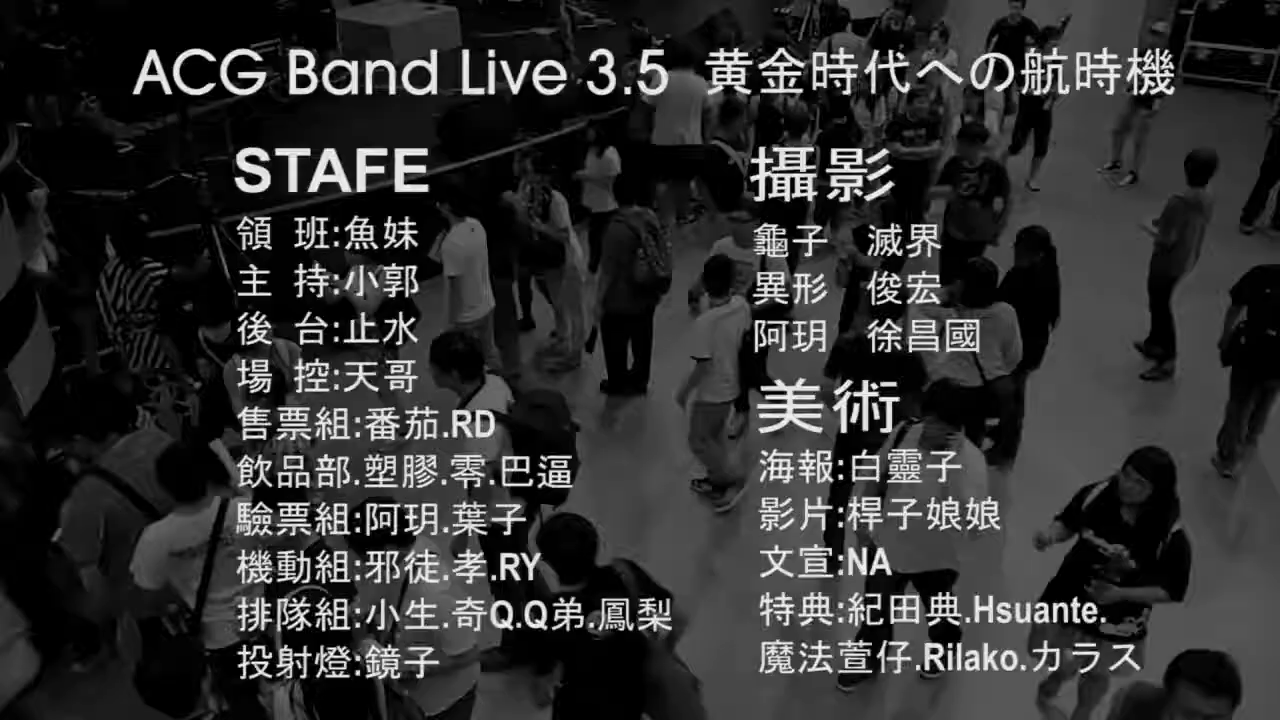 ACG Band Live 3.5 黄金時代への航時機
STAFE
領 班:魚妹
主 持:小郭
後 台:止水
場 控:天哥
售票組:番茄.RD
飲品部.塑膠.零.巴逼
驗票組:阿玥.葉子
機動組:邪徒.孝.RY
排隊組:小生.奇Q.Q弟.鳳梨
投射燈:鏡子
攝影
龜子 滅界
異形 俊宏
阿玥 徐昌國
美術
海報:白靈子
影片:桿子娘娘
文宣:NA
特典:紀田典.Hsuante.
魔法萱仔.Rilako.カラス